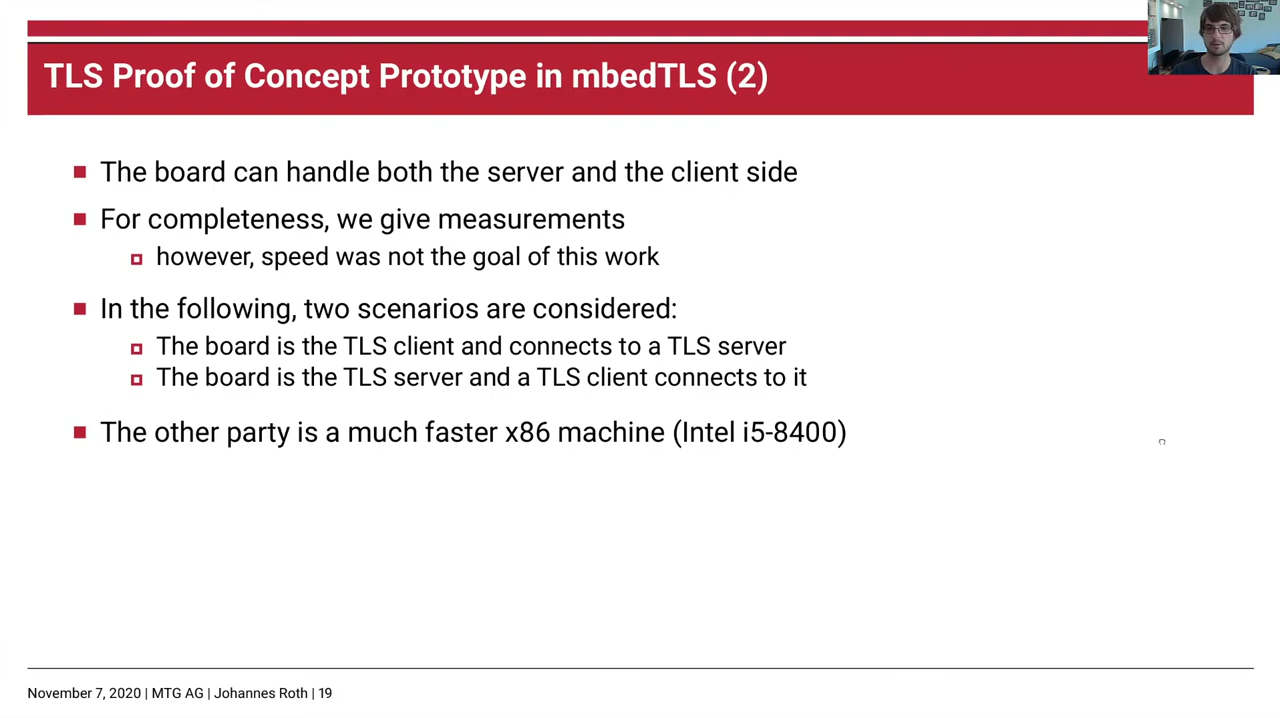 TLS Proof of Concept Prototype in mbedTLS (2)
The board can handle both the server and the client side
For completeness, we give measurements
however, speed was not the goal of this work
In the following, two scenarios are considered:
The board is the TLS client and connects to a TLS server
The board is the TLS server and a TLS client connects to it
The other party is a much faster x86 machine (Intel i5-8400)
November 7, 2020 | MTG AG | Johannes Roth | 19